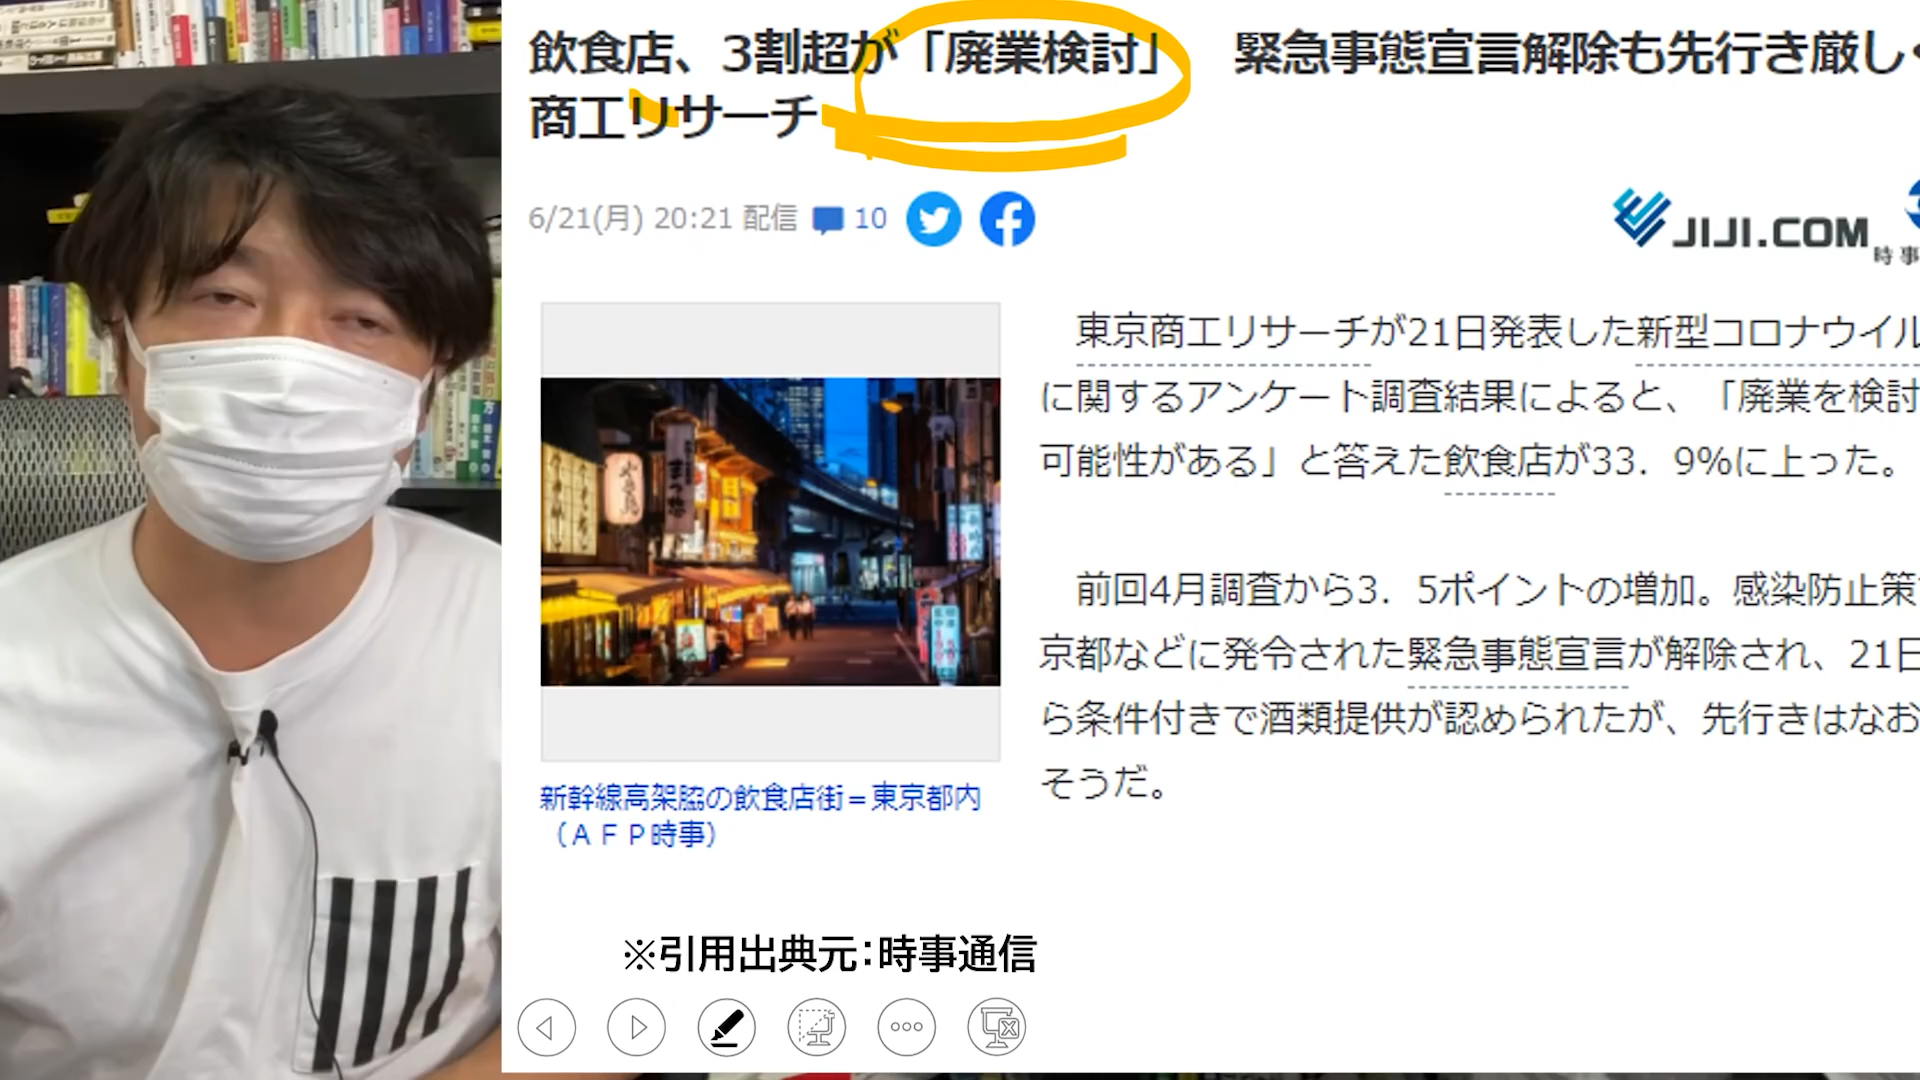 飲食店、3割超が「廃業検討」 緊急事態宣言解除も先行き厳しく
商工リサーチ
6/21(月) 20:21 配信 10
JIJI.COM
時事
東京商工リサーチが21日発表した新型コロナウイル
に関するアンケート調査結果によると、「廃業を検討
可能性がある」と答えた飲食店が33．9%に上った。
前回4月調査から3．5ポイントの増加。感染防止策
京都などに発令された緊急事態宣言が解除され、21日
ら条件付きで酒類提供が認められたが、先行きはなお
そうだ。
新幹線高架脇の飲食店街＝東京都内
（ＡＦＰ時事）
※引用出典元：時事通信